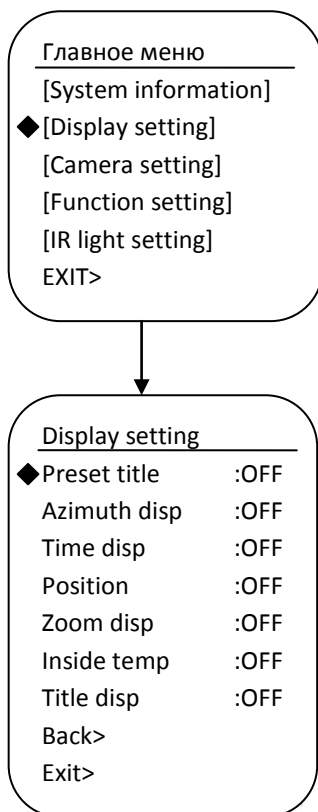 Главное меню
[System information]
[Display setting]
[Camera setting]
[Function setting]
[IR light setting]
EXIT>
Display setting
Preset title :OFF
Azimuth disp :OFF
Time disp :OFF
Position :OFF
Zoom disp :OFF
Inside temp :OFF
Title disp :OFF
Back>
Exit>